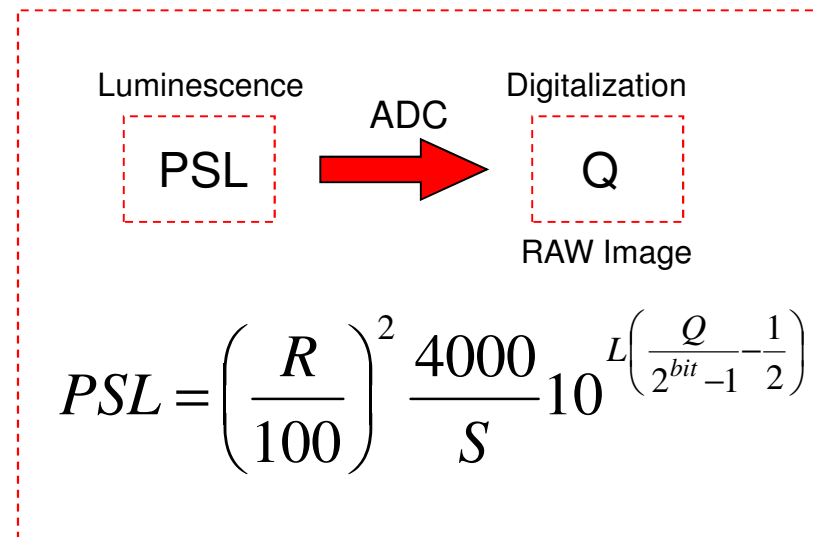 Luminescence
ADC
Digitalization
PSL
Q
RAW Image
PSL = (R/100)^2 4000/S 10^{L(Q/(2^{bit}-1) - 1/2)}